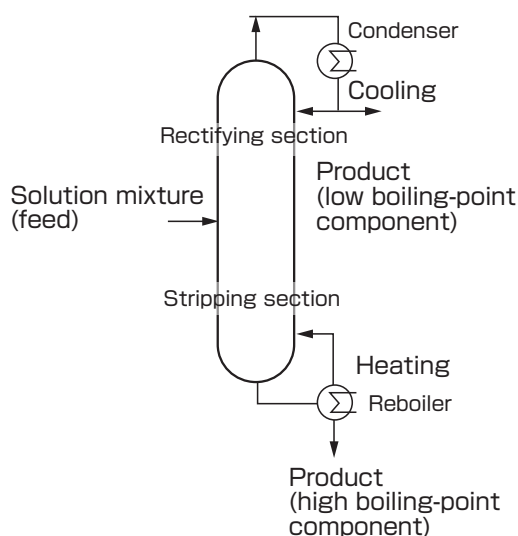 Condenser
Cooling
Rectifying section
Product
(low boiling-point
component)
Solution mixture
(feed)
Stripping section
Heating
Reboiler
Product
(high boiling-point
component)